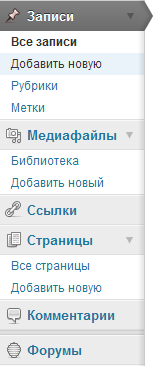 Записи
Все записи
Добавить новую
Рубрики
Метки
Медиафайлы
Библиотека
Добавить новый
Ссылки
Страницы
Все страницы
Добавить новую
Комментарии
Форумы